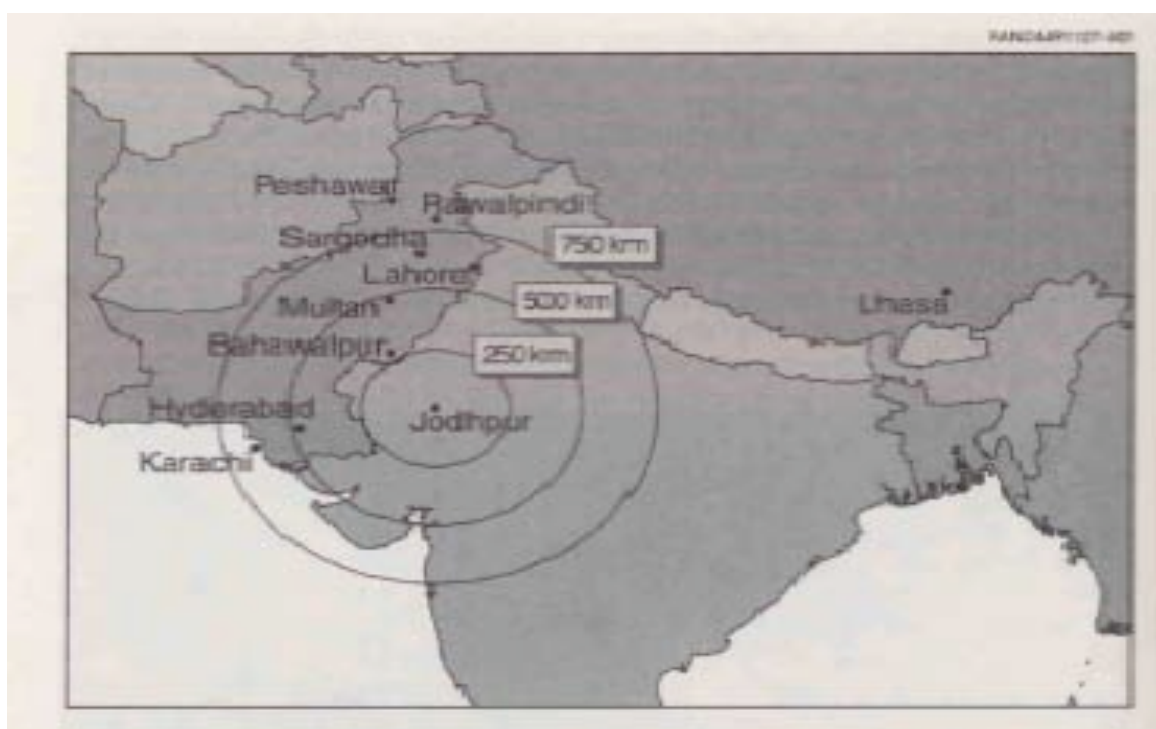 Peshawar
Rawalpindi
Sargodha
750 km
Lahore
Multan
500 km
Lhasa
Bahawalpur
250 km
Hyderabad
Jodhpur
Karachi